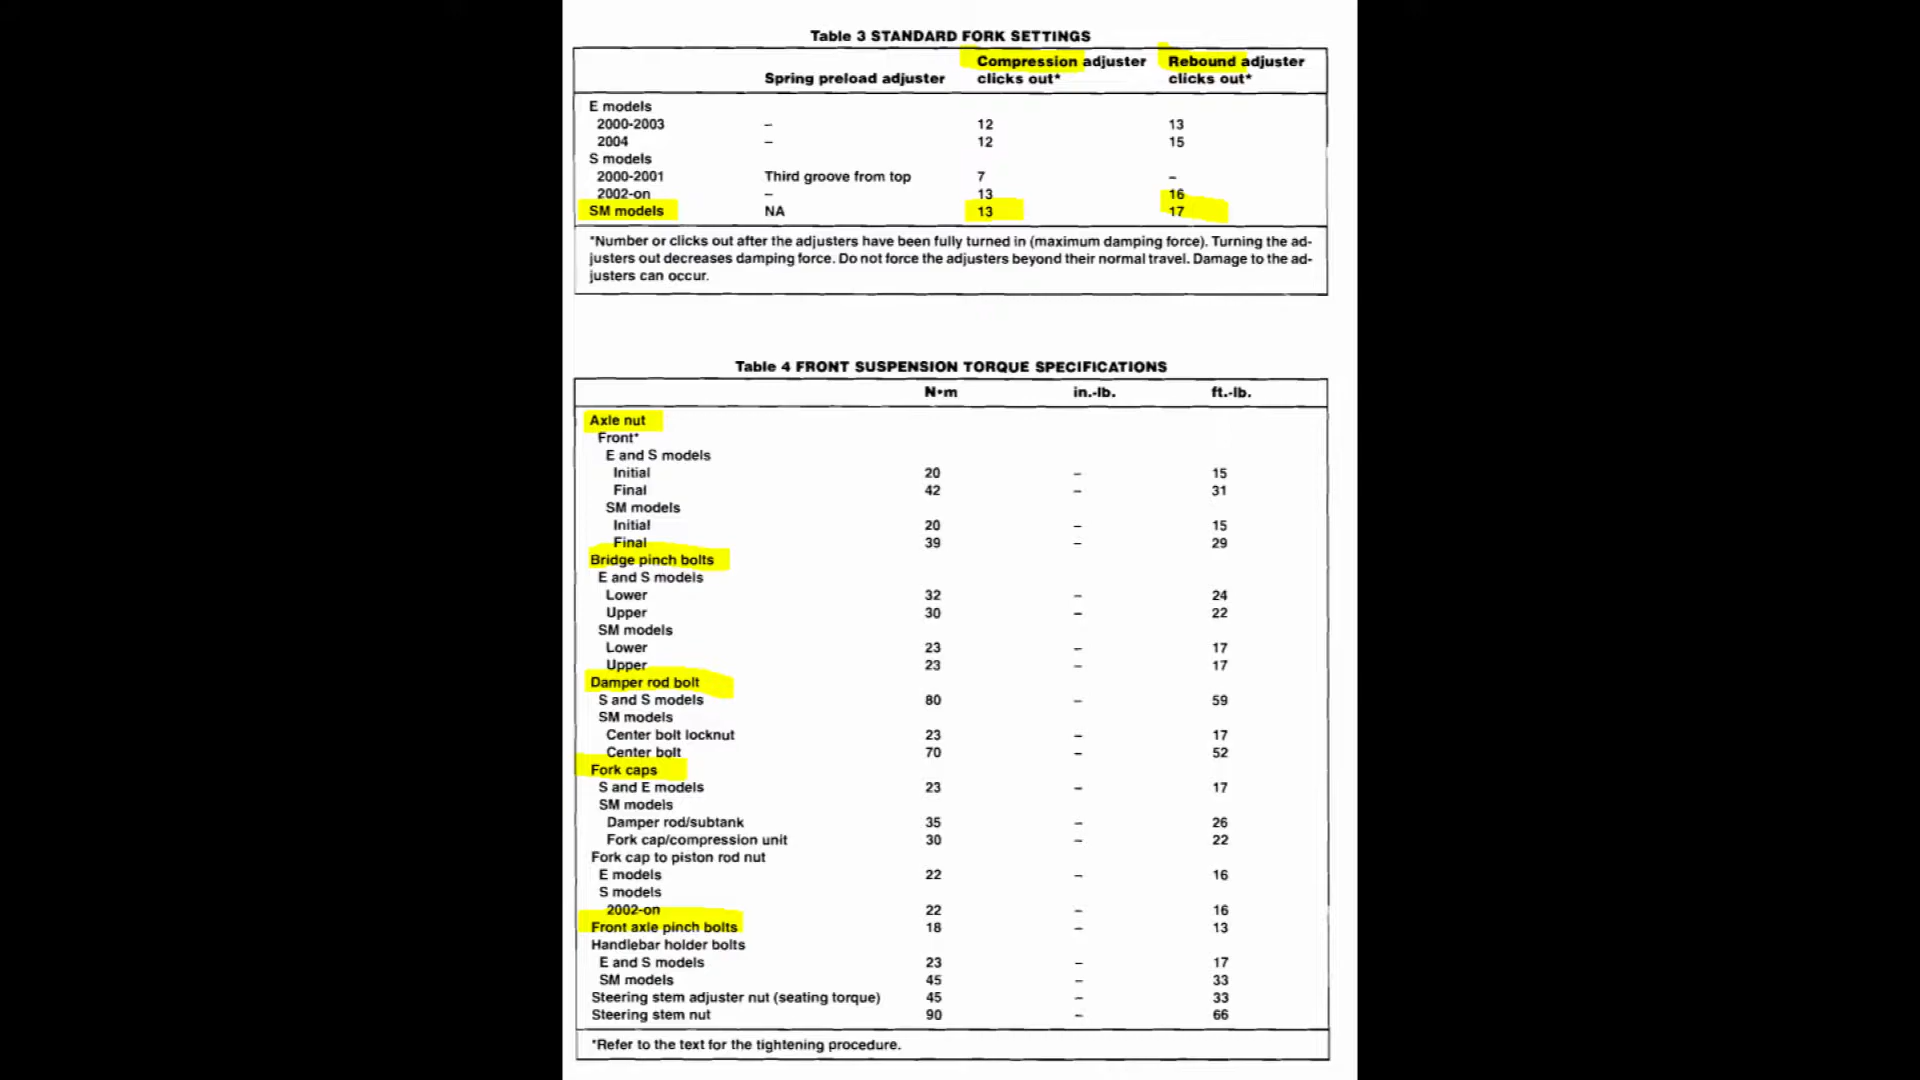 Table 3 STANDARD FORK SETTINGS
Spring preload adjuster Compression adjuster clicks out* Rebound adjuster clicks out*
E models
2000-2003 – 12 13
2004 – 12 15
S models
2000-2001 Third groove from top 7 –
2002-on – 13 16
SM models NA 13 17
*Number or clicks out after the adjusters have been fully turned in (maximum damping force). Turning the ad-
justers out decreases damping force. Do not force the adjusters beyond their normal travel. Damage to the ad-
justers can occur.
Table 4 FRONT SUSPENSION TORQUE SPECIFICATIONS
N•m in.-lb. ft.-lb.
Axle nut
Front*
E and S models
Initial 20 – 15
Final 42 – 31
SM models
Initial 20 – 15
Final 39 – 29
Bridge pinch bolts
E and S models
Lower 32 – 24
Upper 30 – 22
SM models
Lower 23 – 17
Upper 23 – 17
Damper rod bolt
S and S models 80 – 59
SM models
Center bolt locknut 23 – 17
Center bolt 70 – 52
Fork caps
S and E models 23 – 17
SM models
Damper rod/subtank 35 – 26
Fork cap/compression unit 30 – 22
Fork cap to piston rod nut
E models 22 – 16
S models
2002-on 22 – 16
Front axle pinch bolts 18 – 13
Handlebar holder bolts
E and S models 23 – 17
SM models 45 – 33
Steering stem adjuster nut (seating torque) 45 – 33
Steering stem nut 90 – 66
*Refer to the text for the tightening procedure.